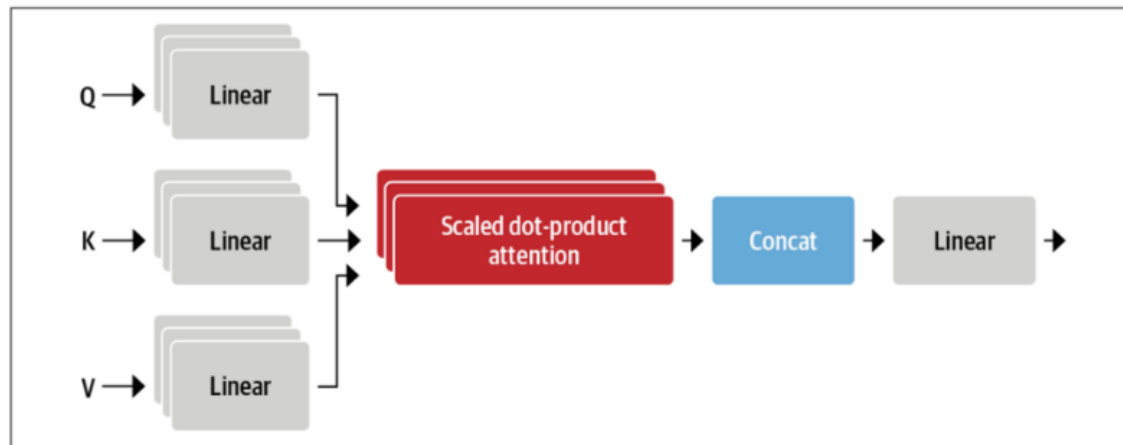 Q
Linear
K
Linear
V
Linear
Scaled dot-product
attention
Concat
Linear